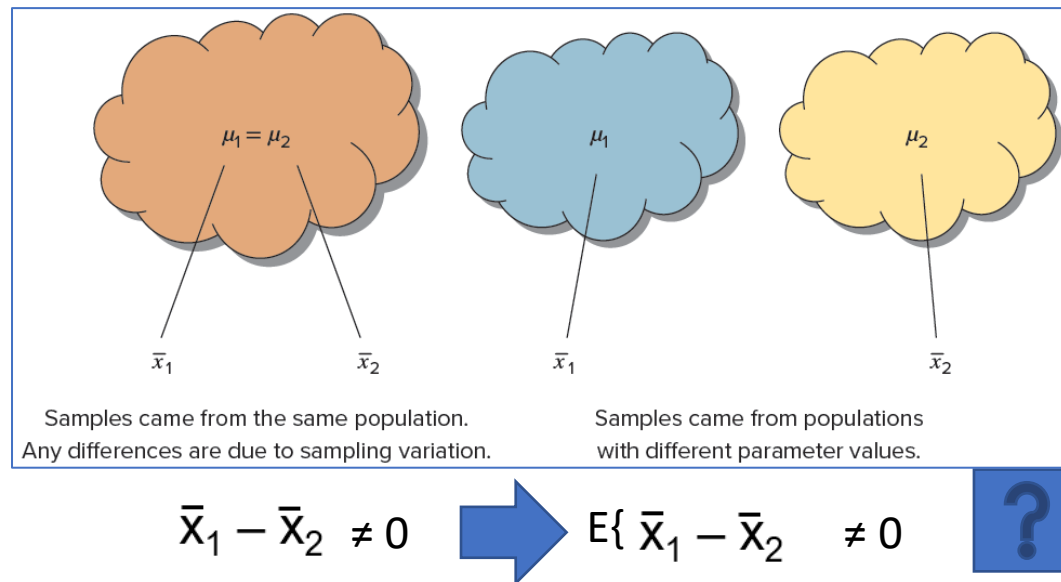 μ₁ = μ₂
μ₁
μ₂
x̄₁
x̄₂
x̄₁
x̄₂
Samples came from the same population.
Any differences are due to sampling variation.
Samples came from populations
with different parameter values.
x̄₁ − x̄₂ ≠ 0
E{ x̄₁ − x̄₂ ≠ 0
?